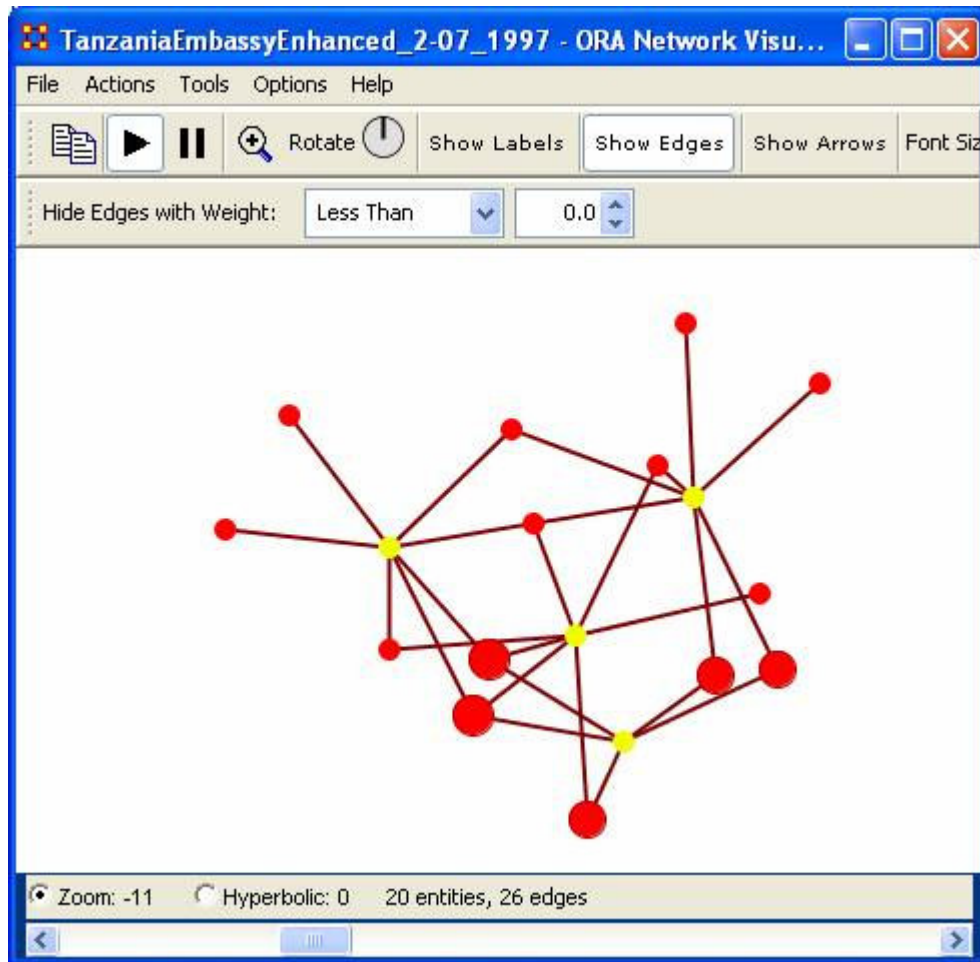 TanzaniaEmbassyEnhanced_2-07_1997 - ORA Network Visu...
File Actions Tools Options Help
Rotate Show Labels Show Edges Show Arrows Font Siz
Hide Edges with Weight: Less Than 0.0
Zoom: -11 Hyperbolic: 0 20 entities, 26 edges